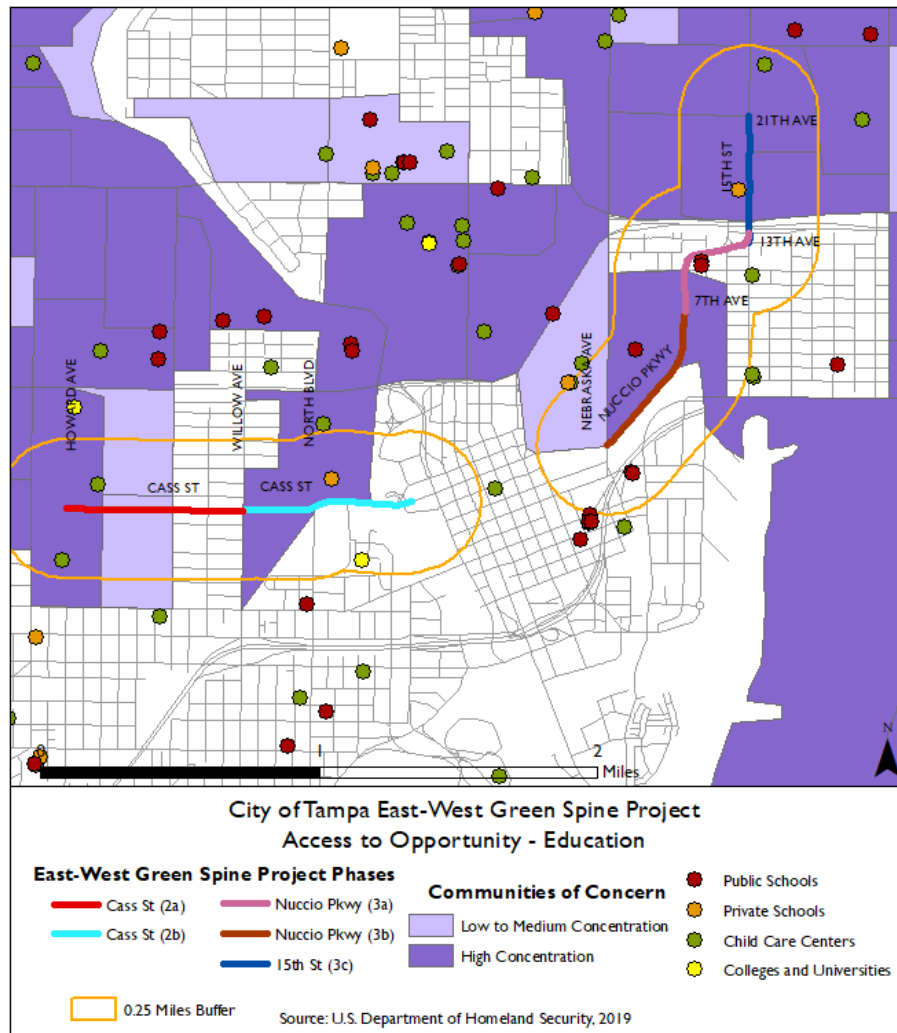 21TH AVE
15TH ST
13TH AVE
7TH AVE
NEBRASKA AVE
NUCCIO PKWY
HOWARD AVE
WILLOW AVE
NORTH BLVD
CASS ST
CASS ST
N
0
1
2
Miles
City of Tampa East-West Green Spine Project
Access to Opportunity - Education
East-West Green Spine Project Phases
Cass St (2a)
Cass St (2b)
Nuccio Pkwy (3a)
Nuccio Pkwy (3b)
15th St (3c)
0.25 Miles Buffer
Communities of Concern
Low to Medium Concentration
High Concentration
Public Schools
Private Schools
Child Care Centers
Colleges and Universities
Source: U.S. Department of Homeland Security, 2019